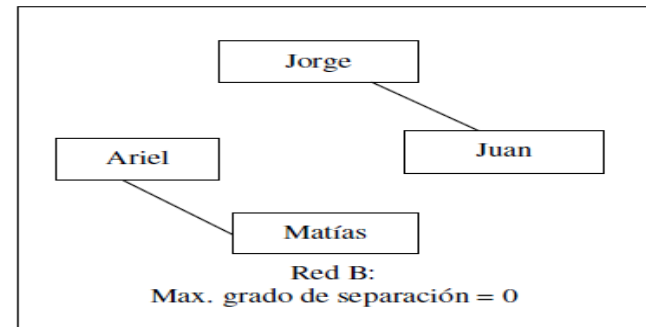 Jorge
Juan
Ariel
Matías
Red B:
Max. grado de separación = 0